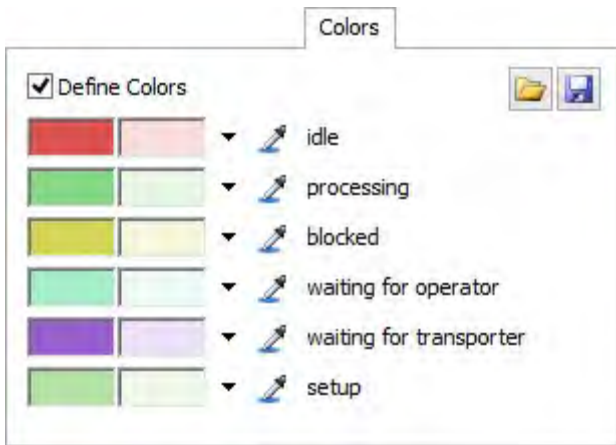 Colors
Define Colors
idle
processing
blocked
waiting for operator
waiting for transporter
setup